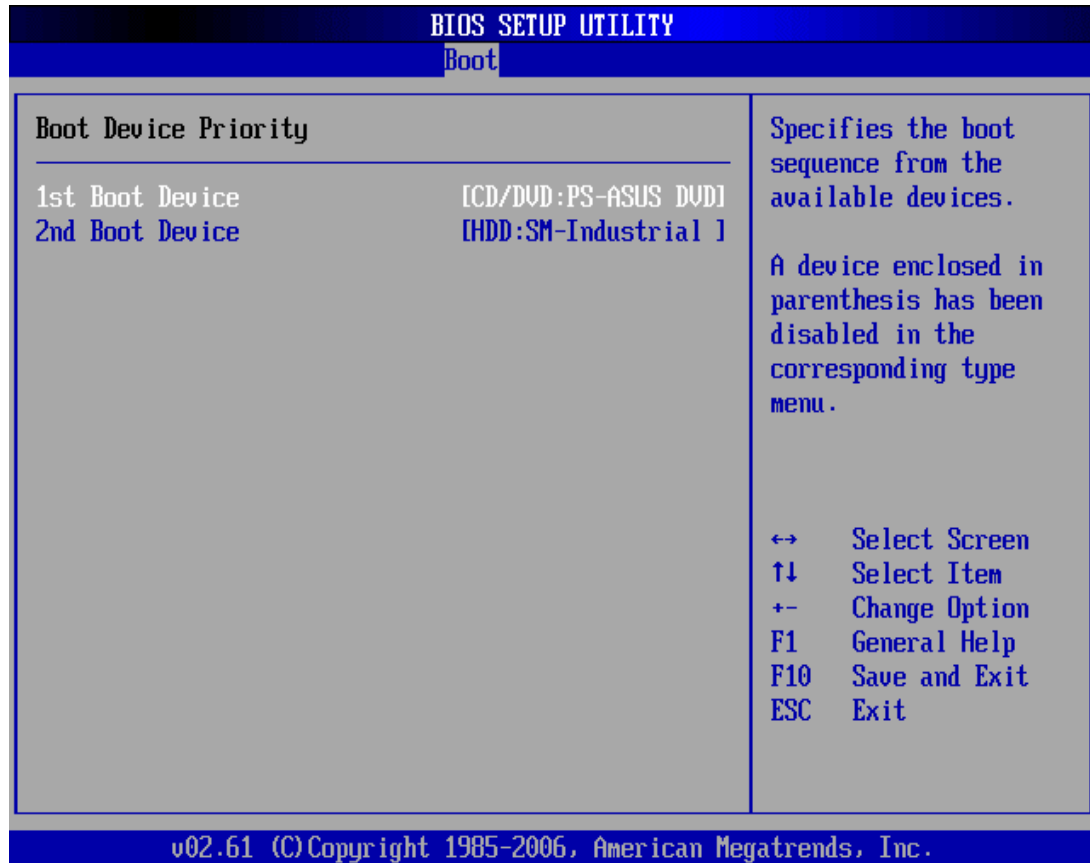 BIOS SETUP UTILITY
Boot
Boot Device Priority
1st Boot Device [CD/DVD:PS-ASUS DVD]
2nd Boot Device [HDD:SM-Industrial ]
Specifies the boot
sequence from the
available devices.
A device enclosed in
parenthesis has been
disabled in the
corresponding type
menu.
←→ Select Screen
↑↓ Select Item
+- Change Option
F1 General Help
F10 Save and Exit
ESC Exit
v02.61 (C)Copyright 1985-2006, American Megatrends, Inc.